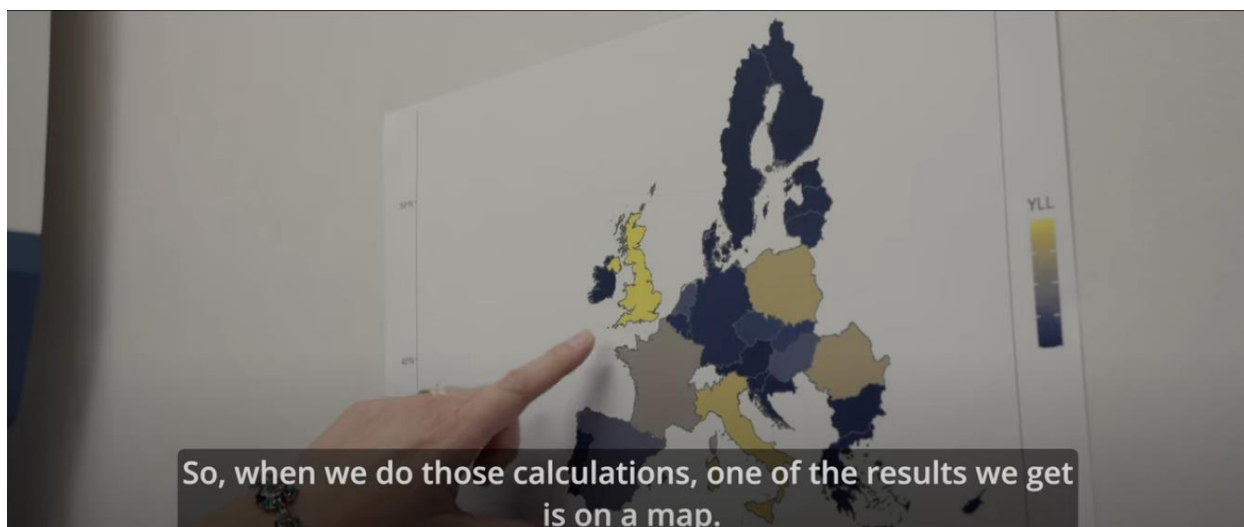 YLL
So, when we do those calculations, one of the results we get
is on a map.